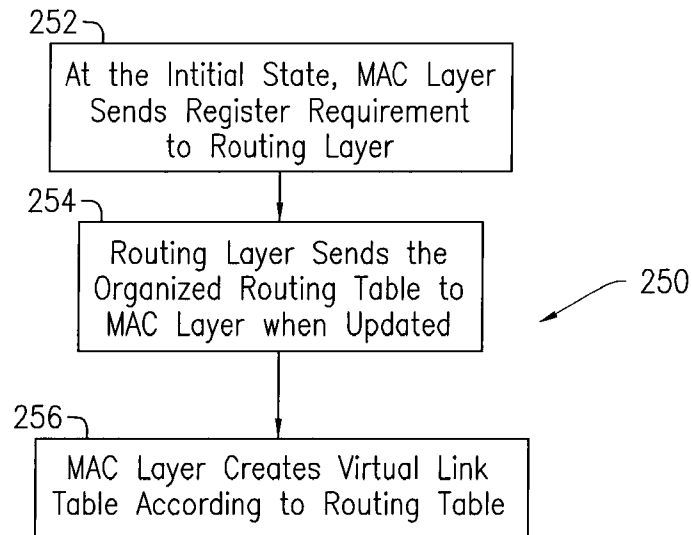 252
At the Intitial State, MAC Layer
Sends Register Requirement
to Routing Layer
254
Routing Layer Sends the
Organized Routing Table to
MAC Layer when Updated
250
256
MAC Layer Creates Virtual Link
Table According to Routing Table